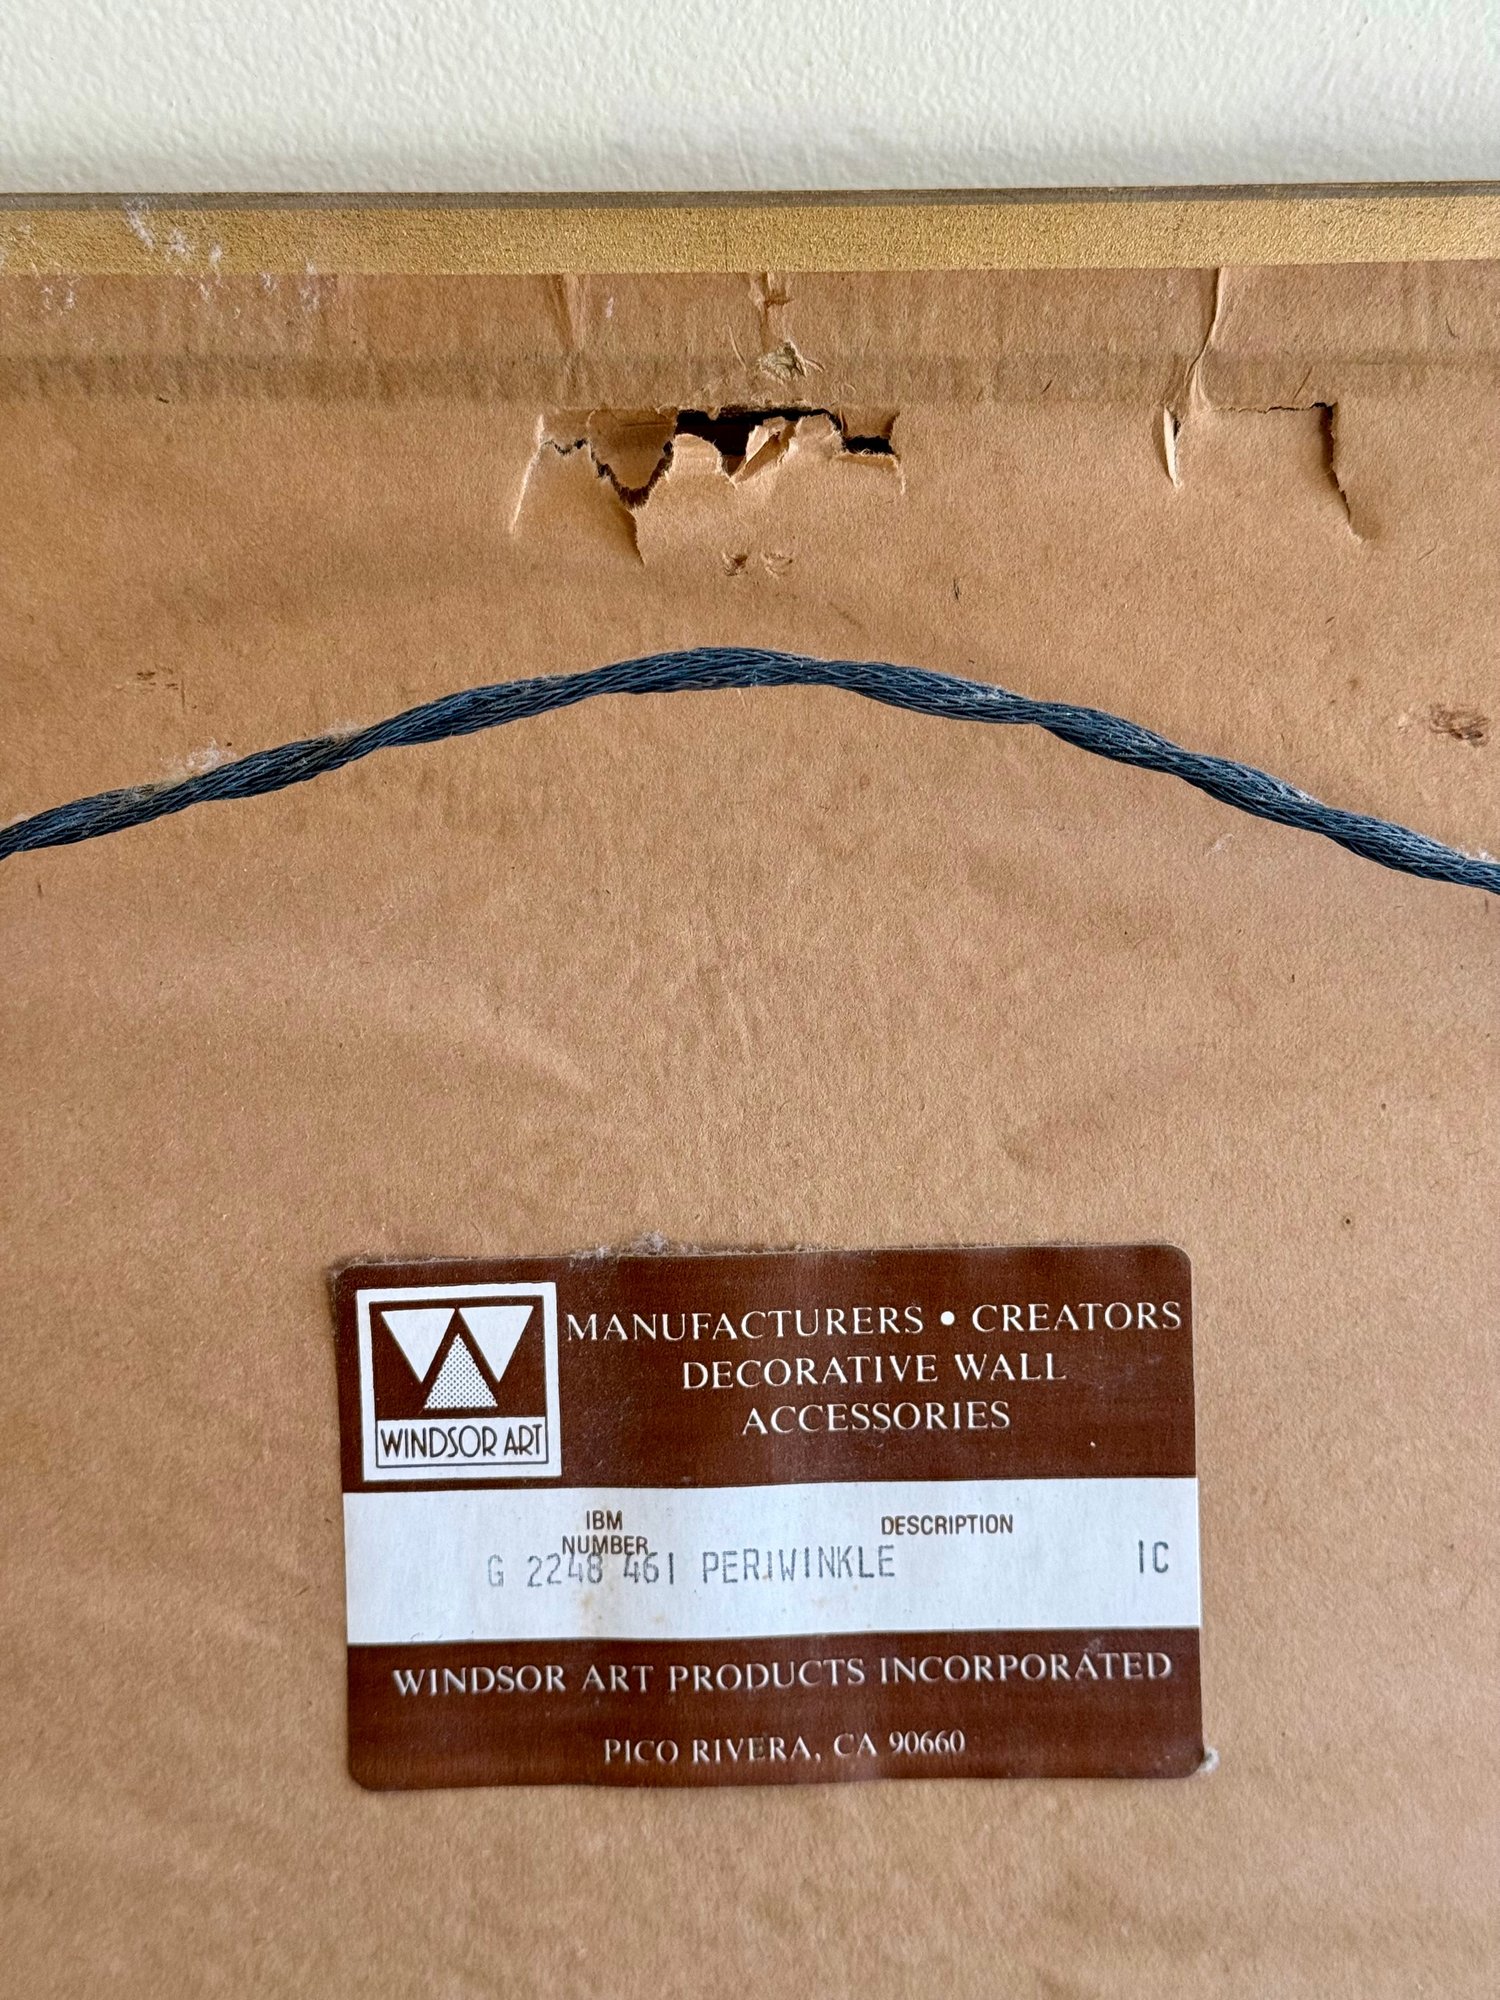 MANUFACTURERS • CREATORS
DECORATIVE WALL
ACCESSORIES
WINDSOR ART
IBM
NUMBER
DESCRIPTION
G 2248 461 PERIWINKLE 1C
WINDSOR ART PRODUCTS INCORPORATED
PICO RIVERA, CA 90660